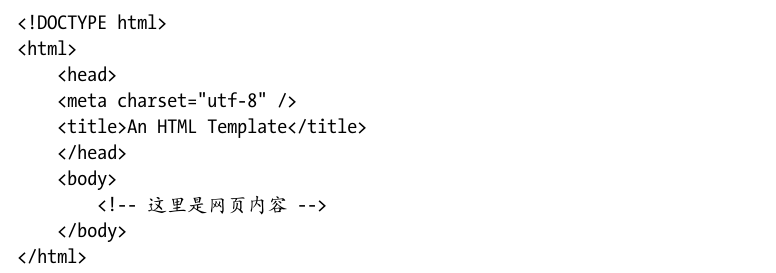 <!DOCTYPE html>
<html>
    <head>
    <meta charset="utf-8" />
    <title>An HTML Template</title>
    </head>
    <body>
        <!-- 这里是网页内容 -->
    </body>
</html>